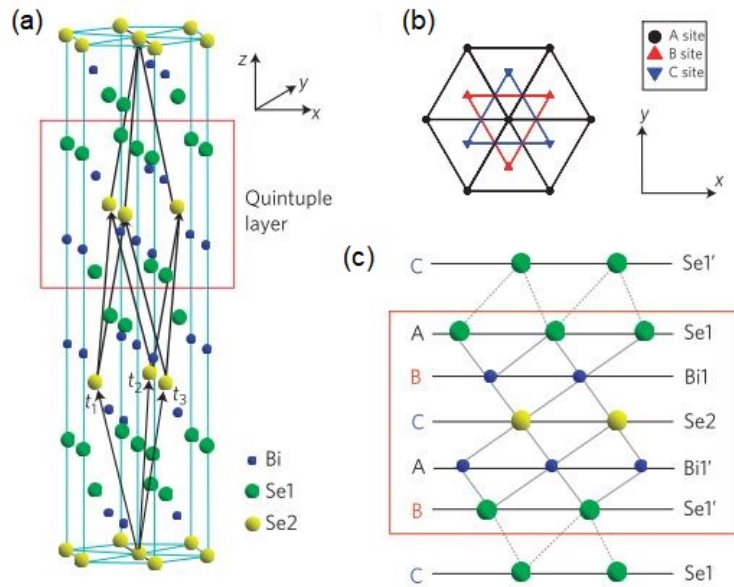 (a)
z
y
x
Quintuple
layer
t1
t2
t3
Bi
Se1
Se2
(b)
A site
B site
C site
y
x
(c)
C Se1′
A Se1
B Bi1
C Se2
A Bi1′
B Se1′
C Se1